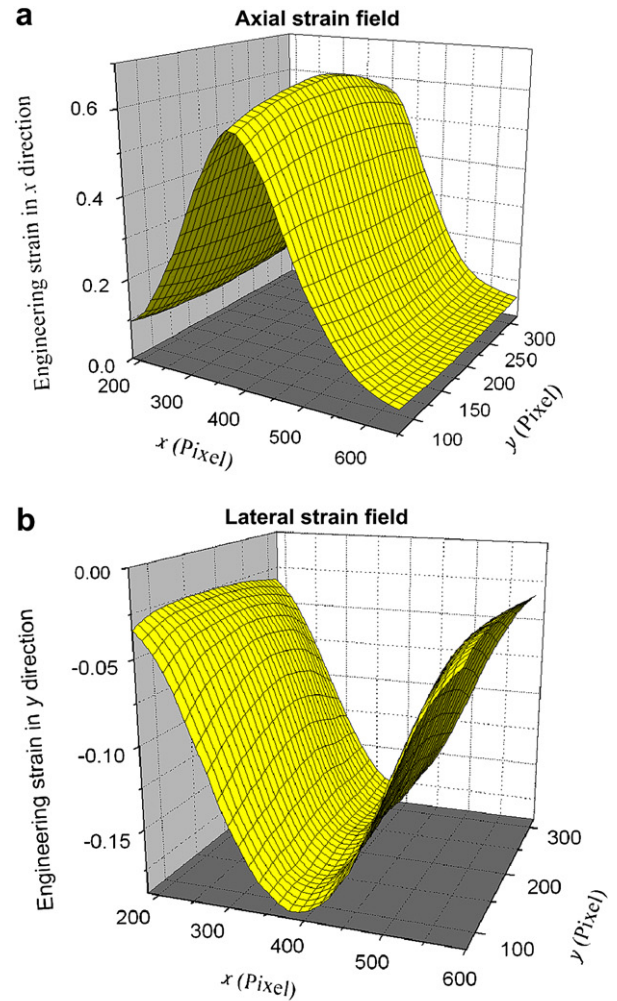 a
Axial strain field
Engineering strain in x direction
0.6
0.4
0.2
0.0
200
300
400
500
600
x (Pixel)
100
150
200
250
300
y (Pixel)
b
Lateral strain field
Engineering strain in y direction
0.00
-0.05
-0.10
-0.15
200
300
400
500
600
x (Pixel)
100
200
300
y (Pixel)